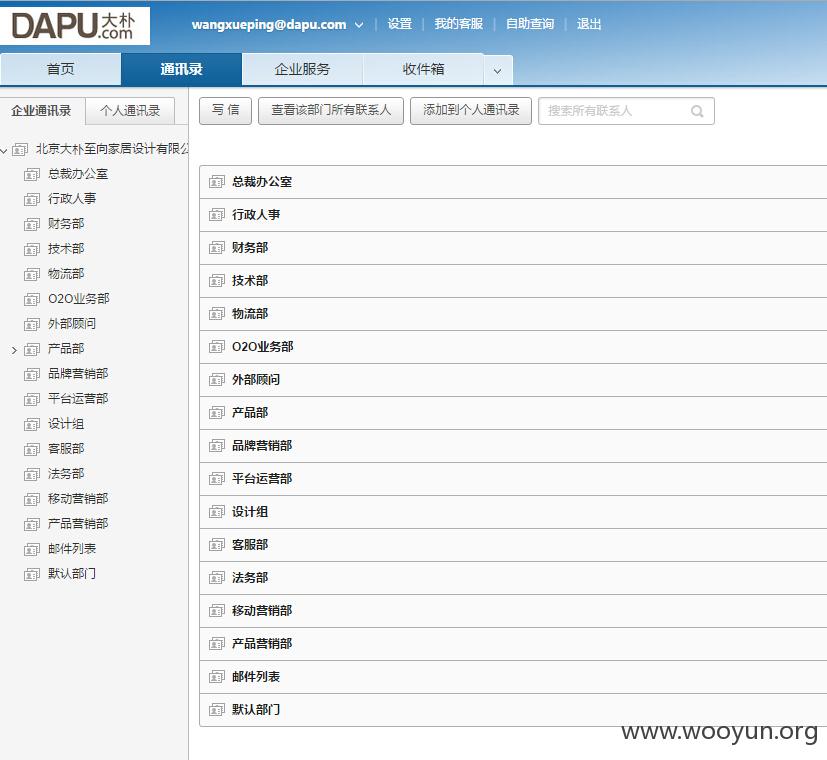 DAPU大朴.com
wangxueping@dapu.com 设置 我的客服 自助查询 退出
首页 通讯录 企业服务 收件箱
企业通讯录 个人通讯录
写 信 查看该部门所有联系人 添加到个人通讯录 搜索所有联系人
北京大朴至向家居设计有限公
总裁办公室
行政人事
财务部
技术部
物流部
O2O业务部
外部顾问
产品部
品牌营销部
平台运营部
设计组
客服部
法务部
移动营销部
产品营销部
邮件列表
默认部门
总裁办公室
行政人事
财务部
技术部
物流部
O2O业务部
外部顾问
产品部
品牌营销部
平台运营部
设计组
客服部
法务部
移动营销部
产品营销部
邮件列表
默认部门
www.wooyun.org